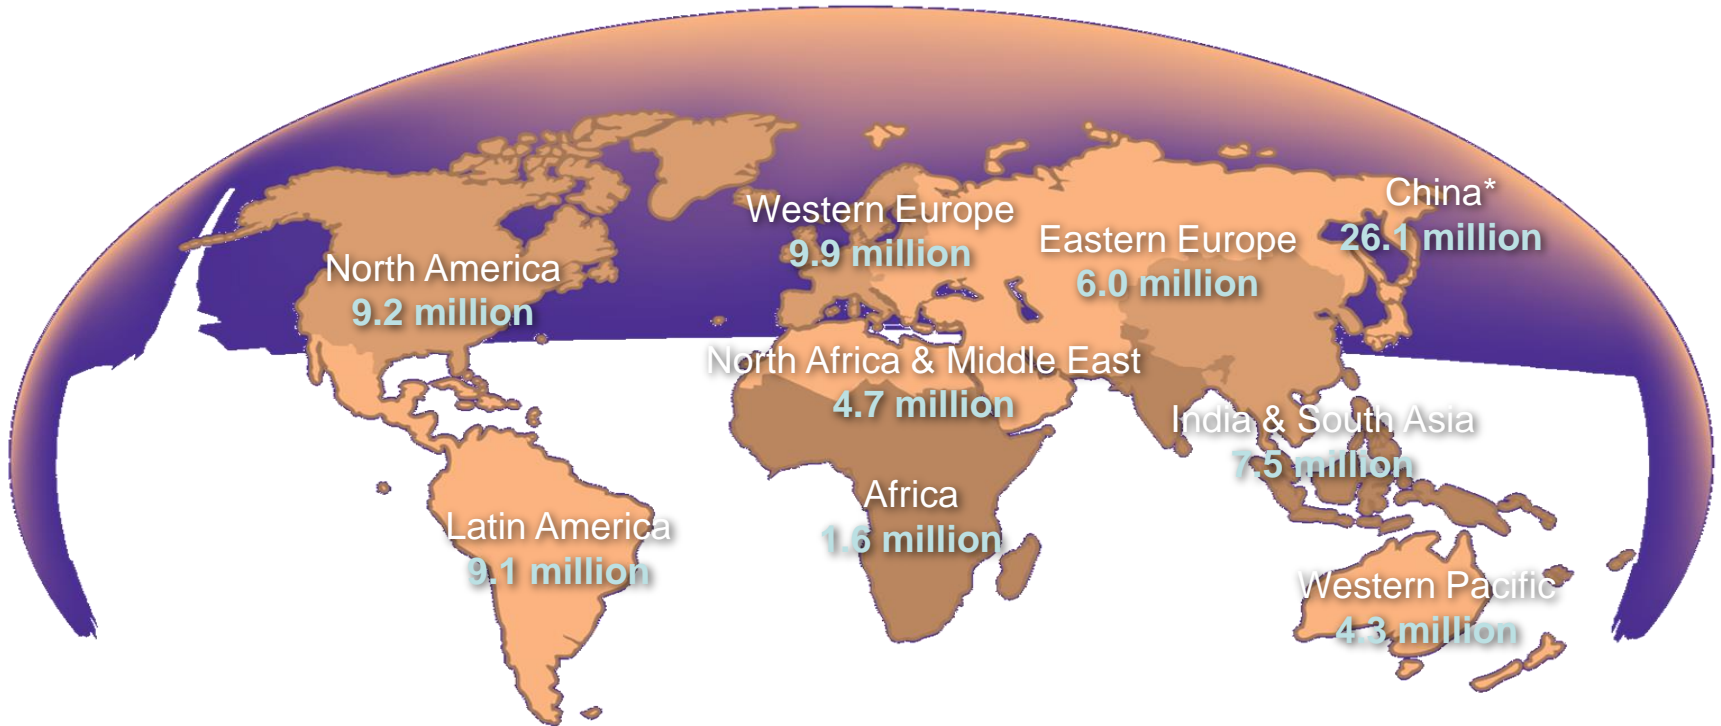 China*
26.1 million
Western Europe
9.9 million
Eastern Europe
6.0 million
North America
9.2 million
North Africa & Middle East
4.7 million
India & South Asia
7.5 million
Africa
1.6 million
Latin America
9.1 million
Western Pacific
4.3 million